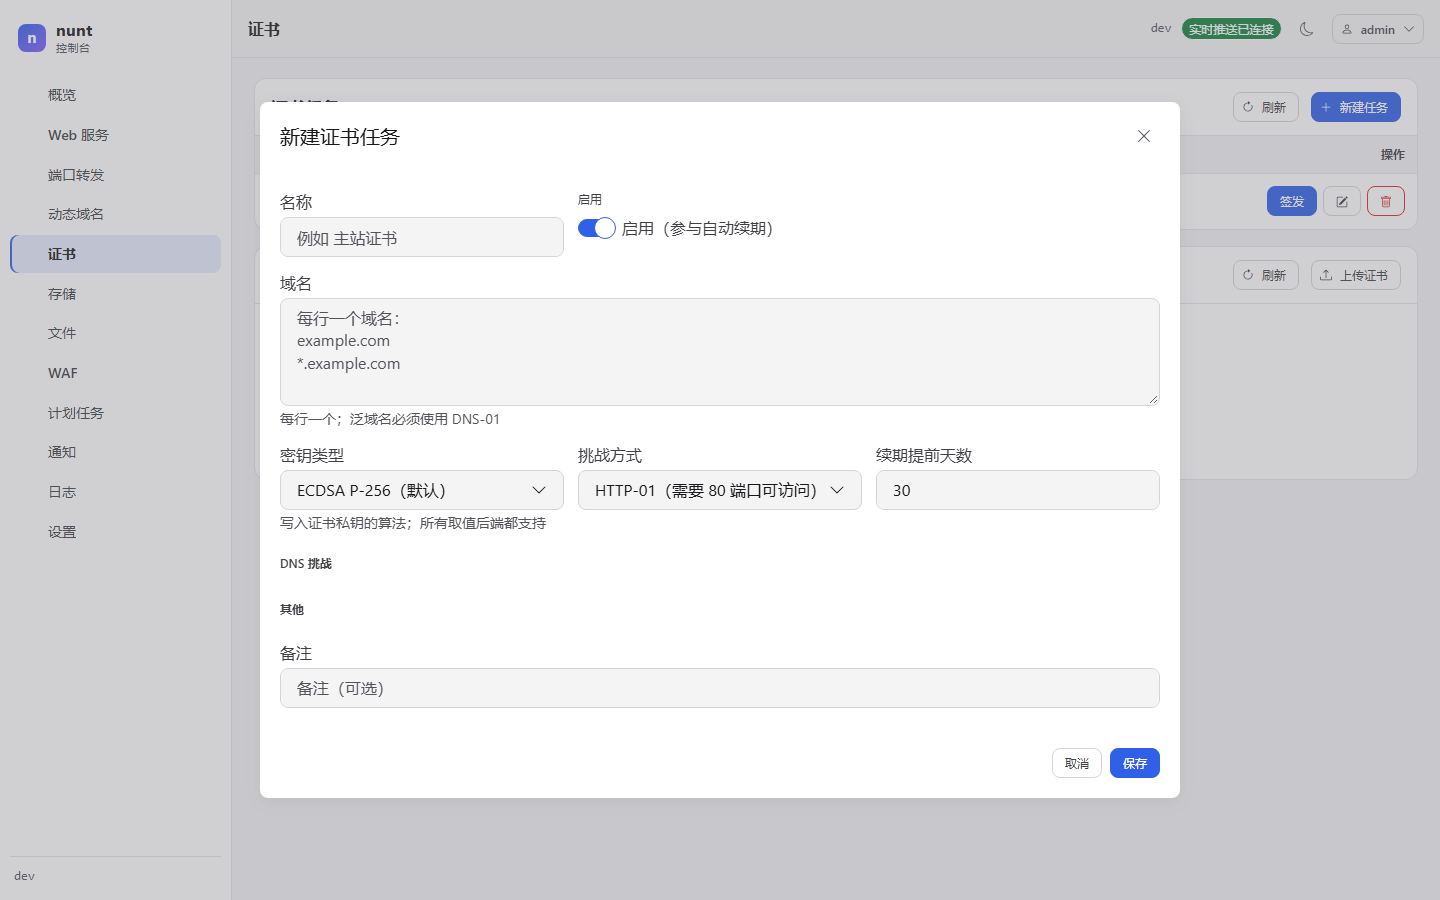 n
nunt
控制台
概览
Web 服务
端口转发
动态域名
证书
存储
文件
WAF
计划任务
通知
日志
设置
dev
证书
dev
实时推送已连接
admin
刷新
新建任务
操作
签发
刷新
上传证书
新建证书任务
名称
例如 主站证书
启用
启用（参与自动续期）
域名
每行一个域名：
example.com
*.example.com
每行一个；泛域名必须使用 DNS-01
密钥类型
挑战方式
续期提前天数
ECDSA P-256（默认）
HTTP-01（需要 80 端口可访问）
30
写入证书私钥的算法；所有取值后端都支持
DNS 挑战
其他
备注
备注（可选）
取消
保存